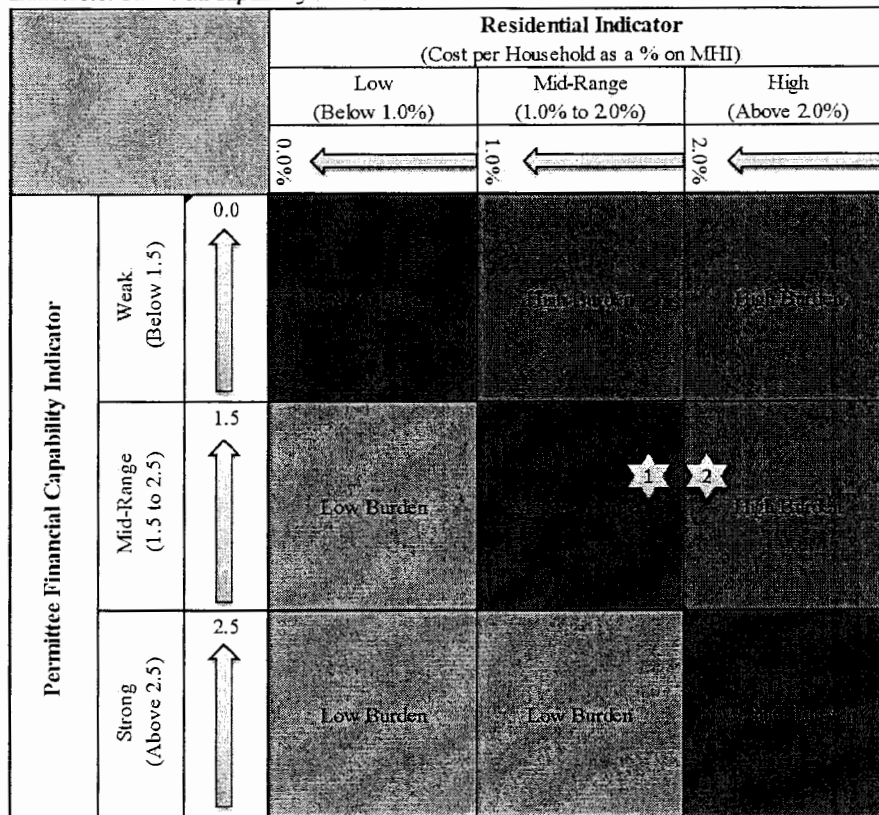 Residential Indicator
(Cost per Household as a % on MHI)
Low
(Below 1.0%)
Mid-Range
(1.0% to 2.0%)
High
(Above 2.0%)
0.0%
1.0%
2.0%
Permittee Financial Capability Indicator
Weak
(Below 1.5)
0.0
High Burden
High Burden
Mid-Range
(1.5 to 2.5)
1.5
Low Burden
1
2
High Burden
Strong
(Above 2.5)
2.5
Low Burden
Low Burden